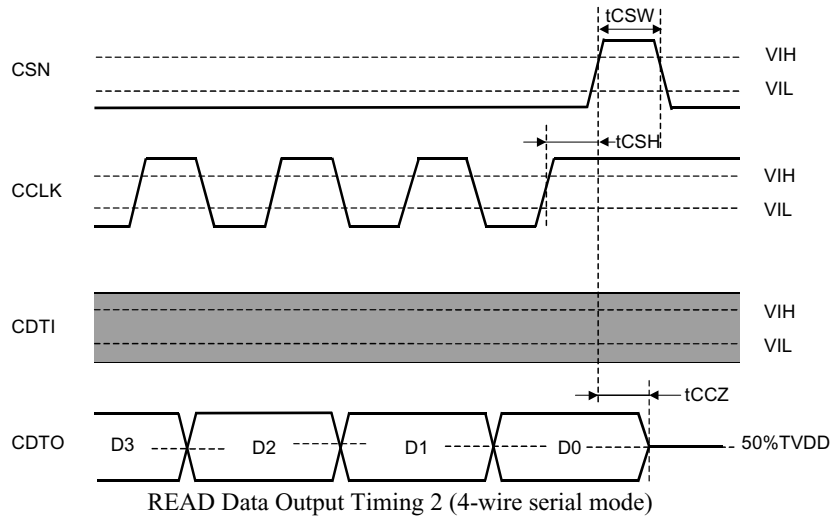 tCSW
CSN
VIH
VIL
tCSH
CCLK
VIH
VIL
CDTI
VIH
VIL
tCCZ
CDTO
D3
D2
D1
D0
50%TVDD
READ Data Output Timing 2 (4-wire serial mode)